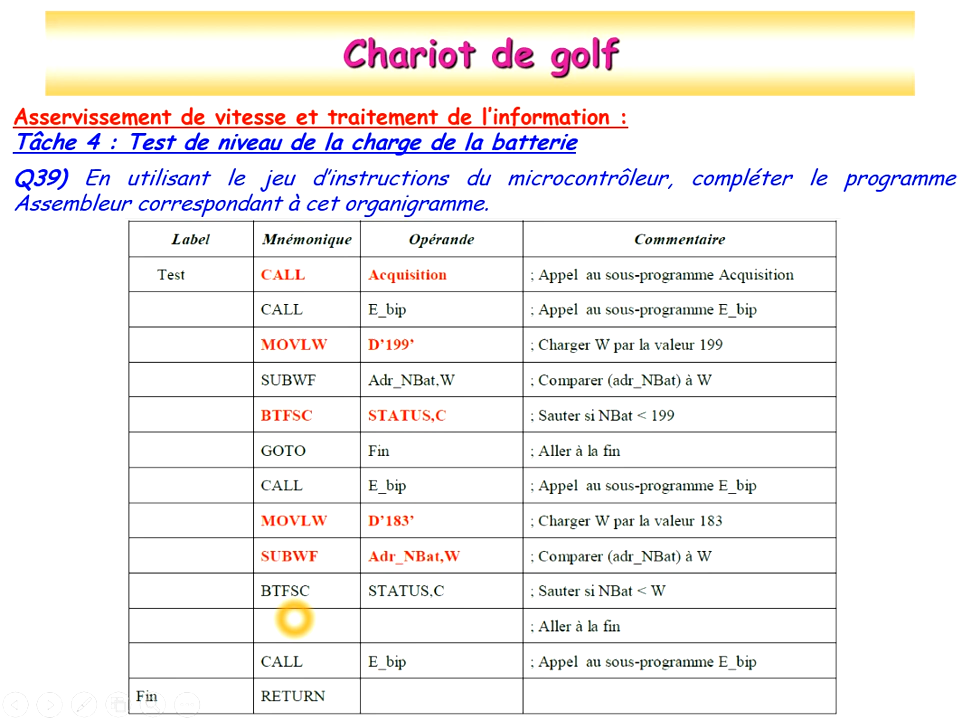 Chariot de golf
Asservissement de vitesse et traitement de l'information :
Tâche 4 : Test de niveau de la charge de la batterie
Q39) En utilisant le jeu d'instructions du microcontrôleur, compléter le programme
Assembleur correspondant à cet organigramme.
Label Mnémonique Opérande Commentaire
Test CALL Acquisition ; Appel au sous-programme Acquisition
CALL E_bip ; Appel au sous-programme E_bip
MOVLW D'199' ; Charger W par la valeur 199
SUBWF Adr_NBat,W ; Comparer (adr_NBat) à W
BTFSC STATUS,C ; Sauter si NBat < 199
GOTO Fin ; Aller à la fin
CALL E_bip ; Appel au sous-programme E_bip
MOVLW D'183' ; Charger W par la valeur 183
SUBWF Adr_NBat,W ; Comparer (adr_NBat) à W
BTFSC STATUS,C ; Sauter si NBat < W
; Aller à la fin
CALL E_bip ; Appel au sous-programme E_bip
Fin RETURN